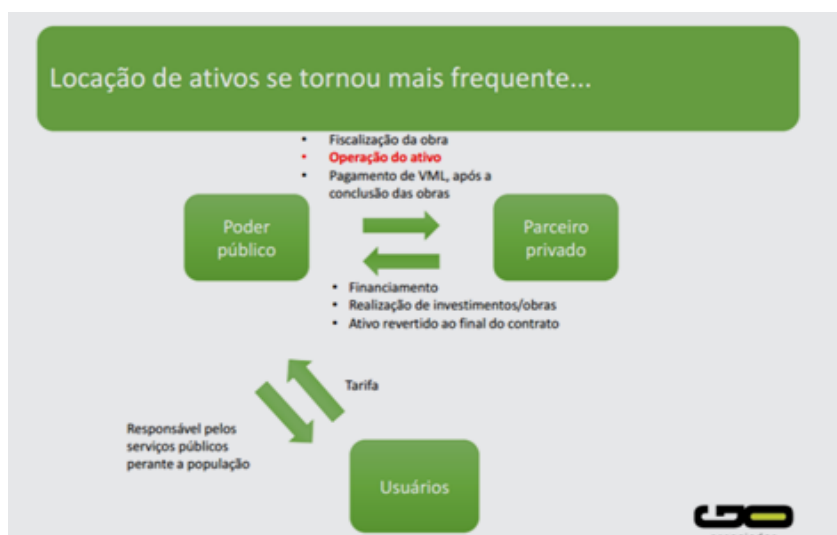 Locação de ativos se tornou mais frequente...
• Fiscalização da obra
• Operação do ativo
• Pagamento de VML, após a
conclusão das obras
Poder
público
Parceiro
privado
• Financiamento
• Realização de investimentos/obras
• Ativo revertido ao final do contrato
Tarifa
Responsável pelos
serviços públicos
perante a população
Usuários
GO